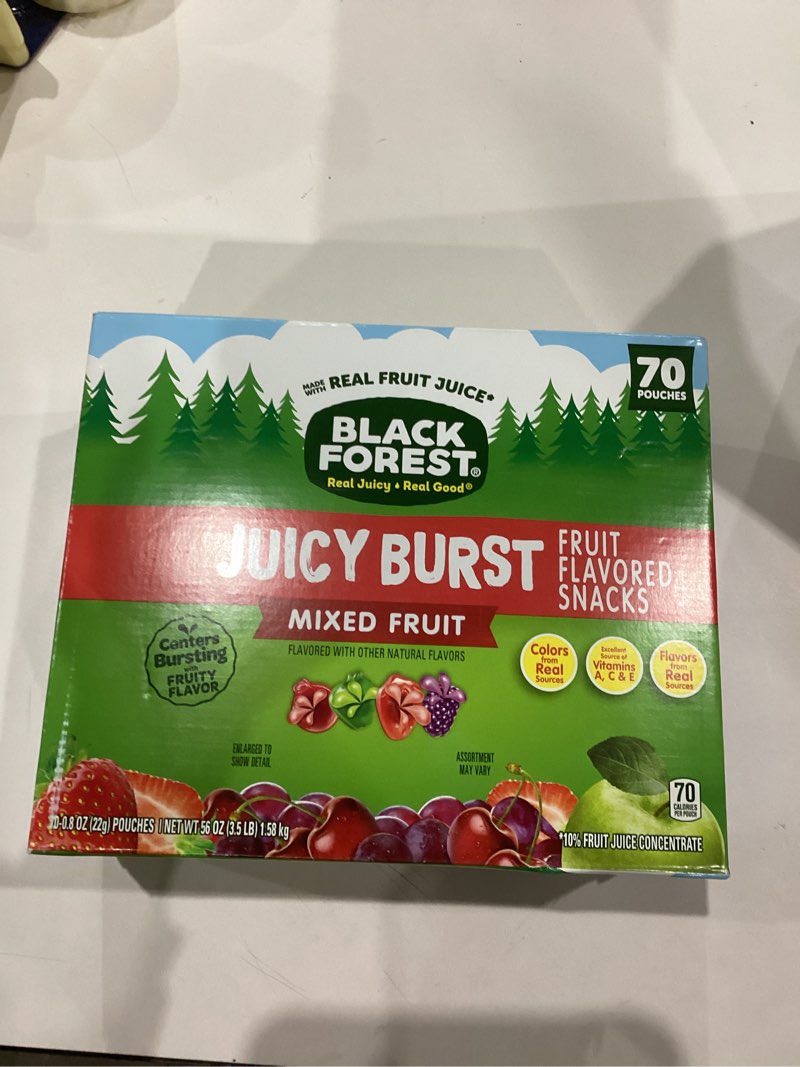 70
POUCHES
MADE WITH REAL FRUIT JUICE*
BLACK
FOREST®
Real Juicy Real Good®
JUICY BURST
FRUIT
FLAVORED
SNACKS
MIXED FRUIT
FLAVORED WITH OTHER NATURAL FLAVORS
Centers
Bursting
with
FRUITY
FLAVOR
Colors
from
Real
Sources
Excellent
Source of
Vitamins
A, C & E
Flavors
from
Real
Sources
ENLARGED TO
SHOW DETAIL
ASSORTMENT
MAY VARY
70
CALORIES
PER POUCH
70-0.8 OZ (22g) POUCHES | NET WT 56 OZ (3.5 LB) 1.58 kg
*10% FRUIT JUICE CONCENTRATE